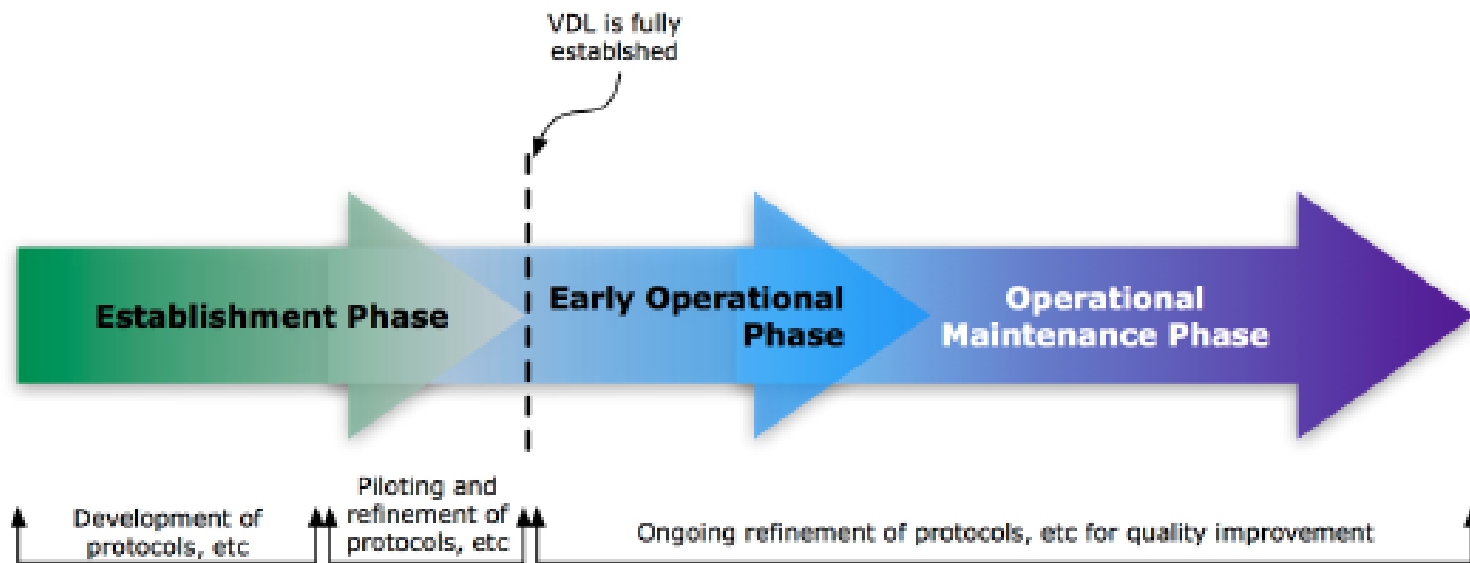 VDL is fully
establshed
Establishment Phase
Early Operational
Phase
Operational
Maintenance Phase
Development of
protocols, etc
Piloting and
refinement of
protocols, etc
Ongoing refinement of protocols, etc for quality improvement